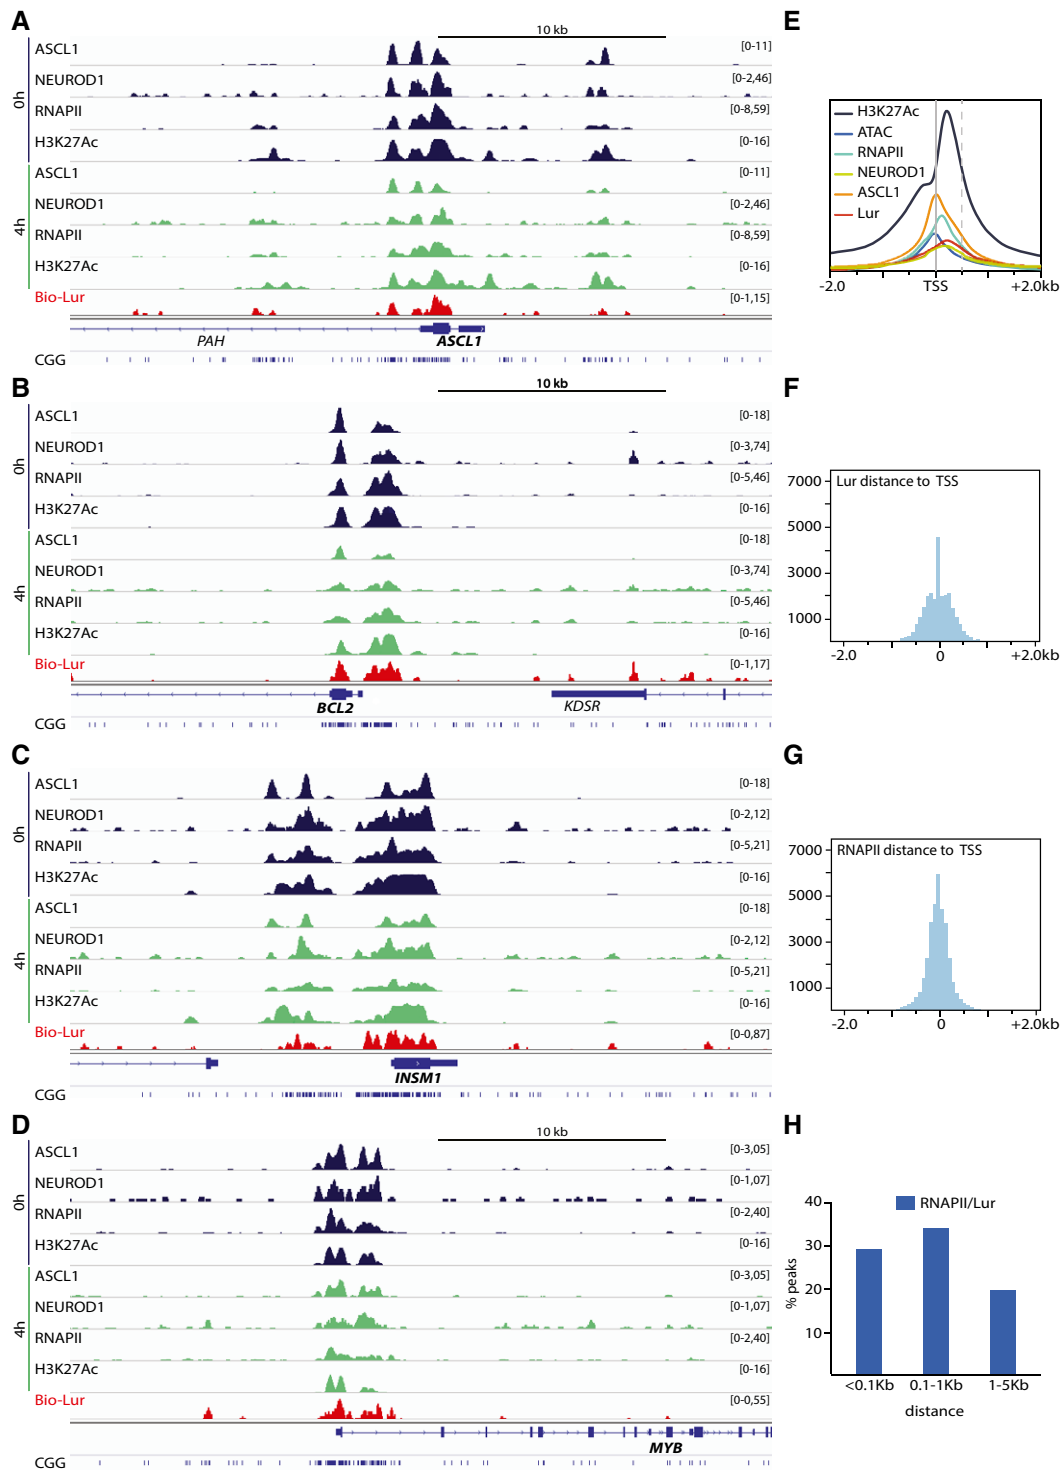 A
10 kb
0h
ASCL1
[0-11]
NEUROD1
[0-2,46]
RNAPII
[0-8,59]
H3K27Ac
[0-16]
4h
ASCL1
[0-11]
NEUROD1
[0-2,46]
RNAPII
[0-8,59]
H3K27Ac
[0-16]
Bio-Lur
[0-1,15]
PAH
ASCL1
CGG
B
10 kb
0h
ASCL1
[0-18]
NEUROD1
[0-3,74]
RNAPII
[0-5,46]
H3K27Ac
[0-16]
4h
ASCL1
[0-18]
NEUROD1
[0-3,74]
RNAPII
[0-5,46]
H3K27Ac
[0-16]
Bio-Lur
[0-1,17]
BCL2
KDSR
CGG
C
0h
ASCL1
[0-18]
NEUROD1
[0-2,12]
RNAPII
[0-5,21]
H3K27Ac
[0-16]
4h
ASCL1
[0-18]
NEUROD1
[0-2,12]
RNAPII
[0-5,21]
H3K27Ac
[0-16]
Bio-Lur
[0-0,87]
INSM1
CGG
D
10 kb
0h
ASCL1
[0-3,05]
NEUROD1
[0-1,07]
RNAPII
[0-2,40]
H3K27Ac
[0-16]
4h
ASCL1
[0-3,05]
NEUROD1
[0-1,07]
RNAPII
[0-2,40]
H3K27Ac
[0-16]
Bio-Lur
[0-0,55]
MYB
CGG
E
H3K27Ac
ATAC
RNAPII
NEUROD1
ASCL1
Lur
-2.0 TSS +2.0kb
F
Lur distance to TSS
7000
5000
3000
1000
-2.0 0 +2.0kb
G
RNAPII distance to TSS
7000
5000
3000
1000
-2.0 0 +2.0kb
H
RNAPII/Lur
% peaks
40
30
20
10
<0.1Kb 0.1-1Kb 1-5Kb
distance